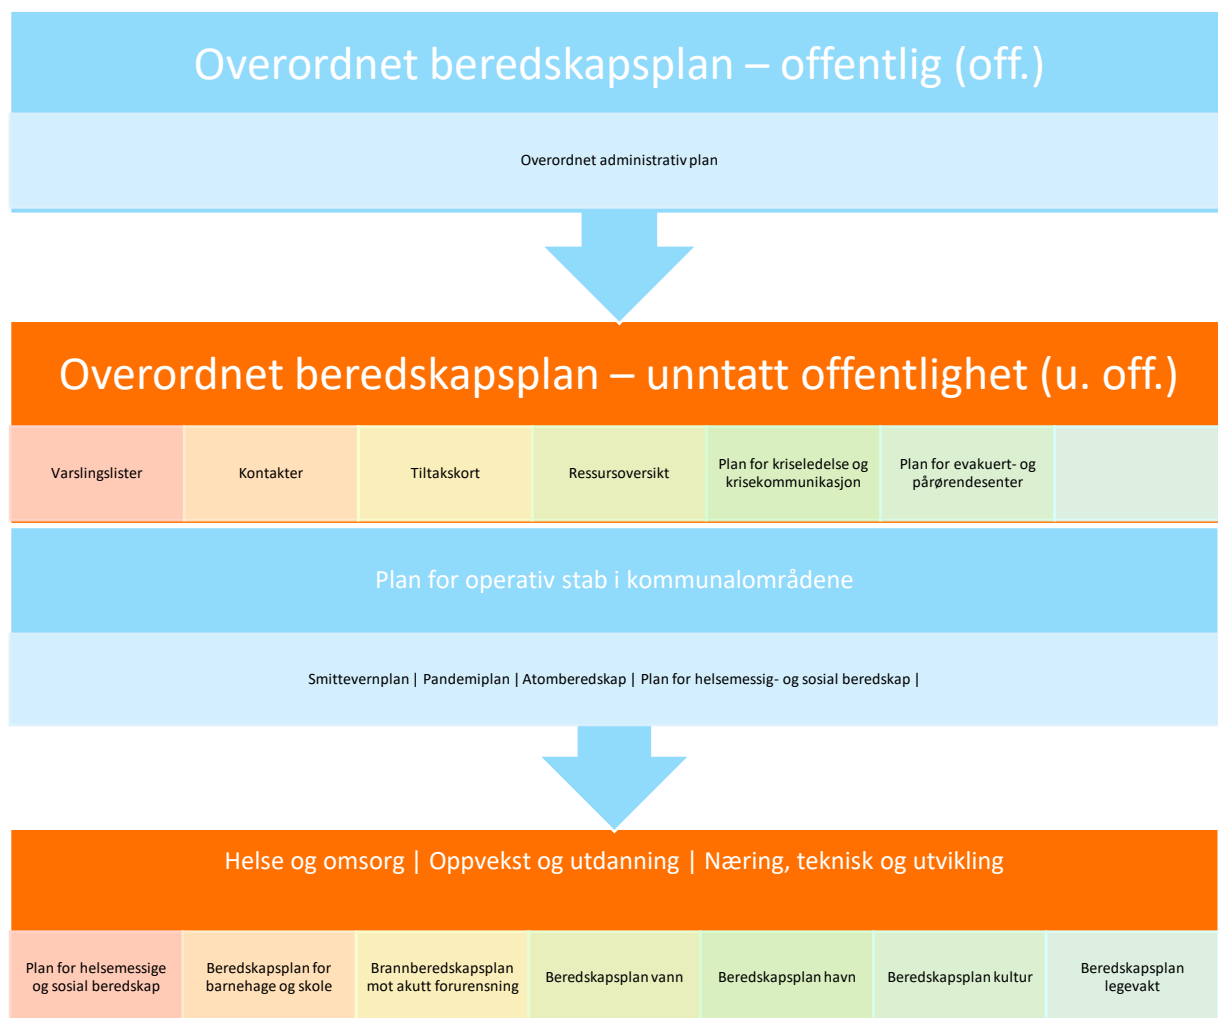 Overordnet beredskapsplan – offentlig (off.)
Overordnet administrativ plan
Overordnet beredskapsplan – unntatt offentlighet (u. off.)
Varslingslister
Kontakter
Tiltakskort
Ressursoversikt
Plan for kriseledelse og
krisekommunikasjon
Plan for evakuert- og
pårørendesenter
Plan for operativ stab i kommunalområdene
Smittevernplan | Pandemiplan | Atomberedskap | Plan for helsemessig- og sosial beredskap |
Helse og omsorg | Oppvekst og utdanning | Næring, teknisk og utvikling
Plan for helsemessige
og sosial beredskap
Beredskapsplan for
barnehage og skole
Brannberedskapsplan
mot akutt forurensning
Beredskapsplan vann
Beredskapsplan havn
Beredskapsplan kultur
Beredskapsplan
legevakt